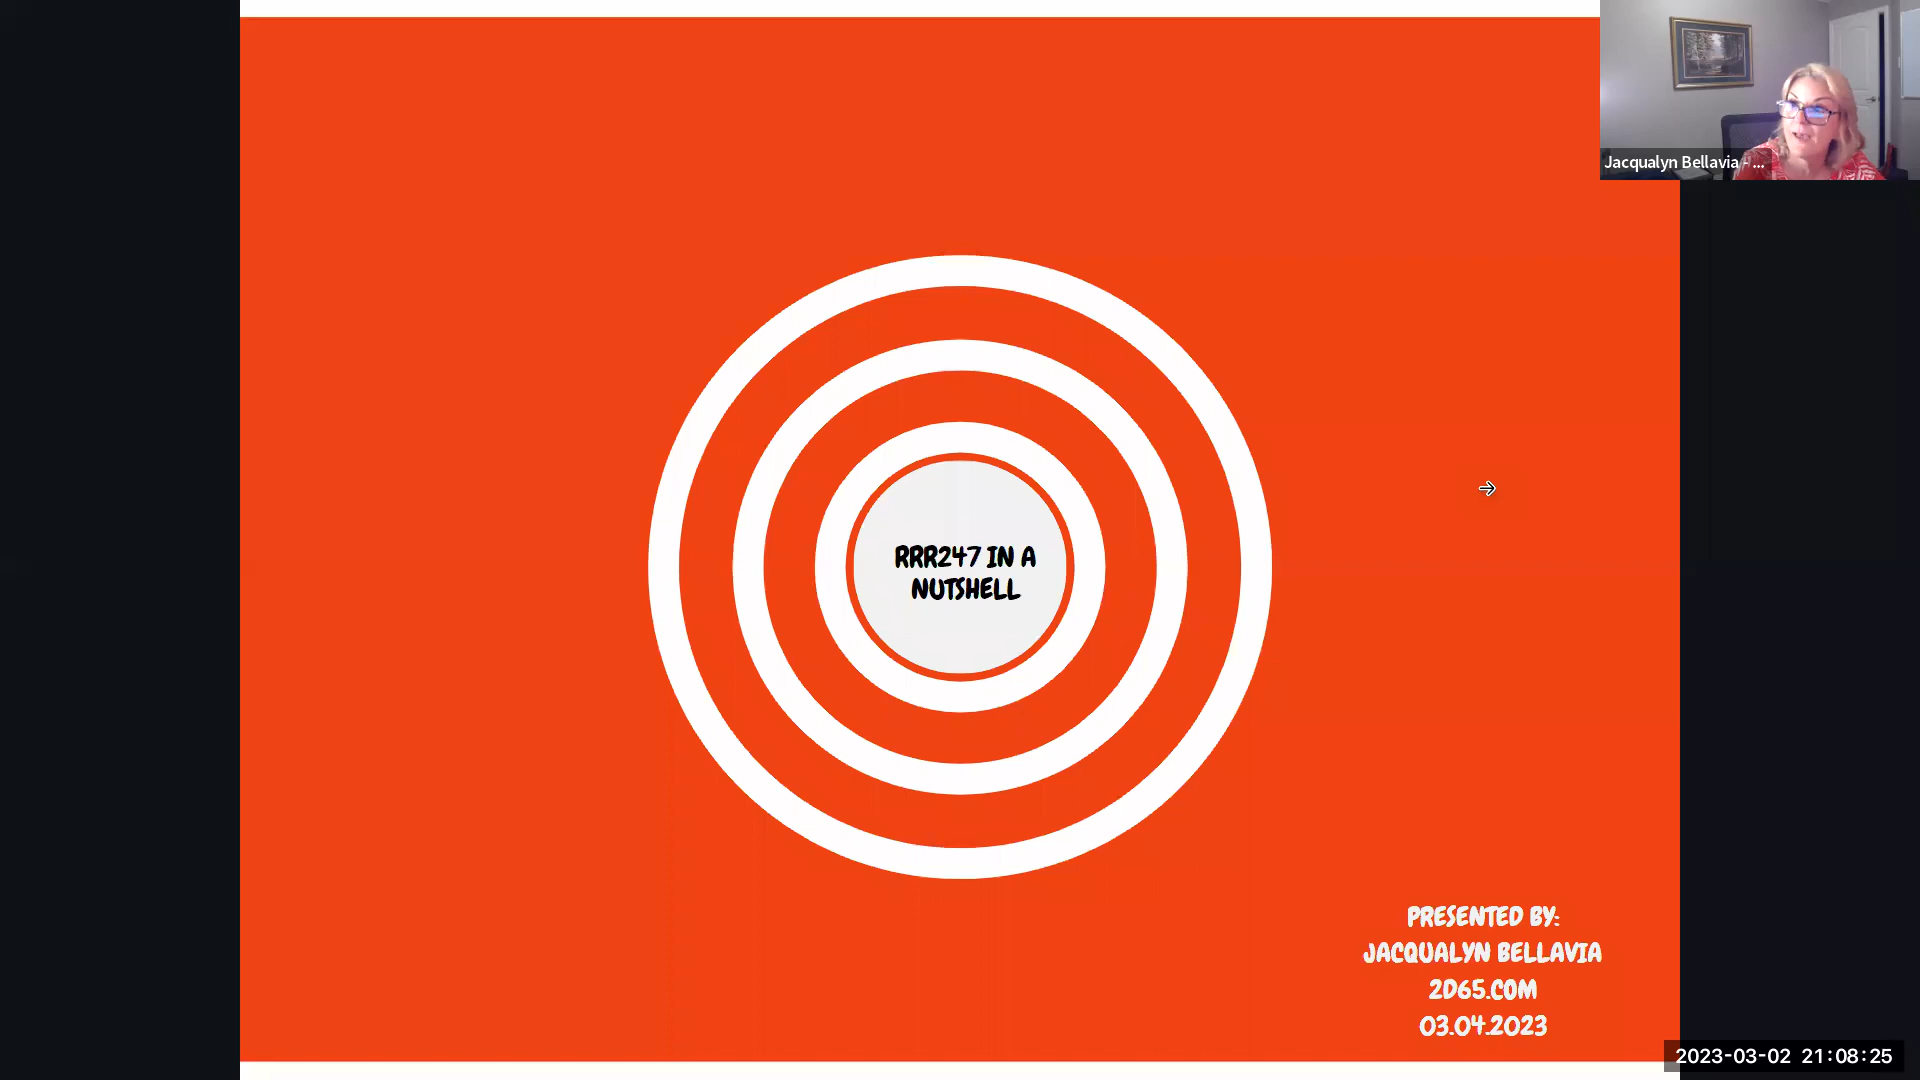 Jacqualyn Bellavia - ...
RRR247 IN A
NUTSHELL
PRESENTED BY:
JACQUALYN BELLAVIA
2D65.COM
03.04.2023
2023-03-02 21:08:25